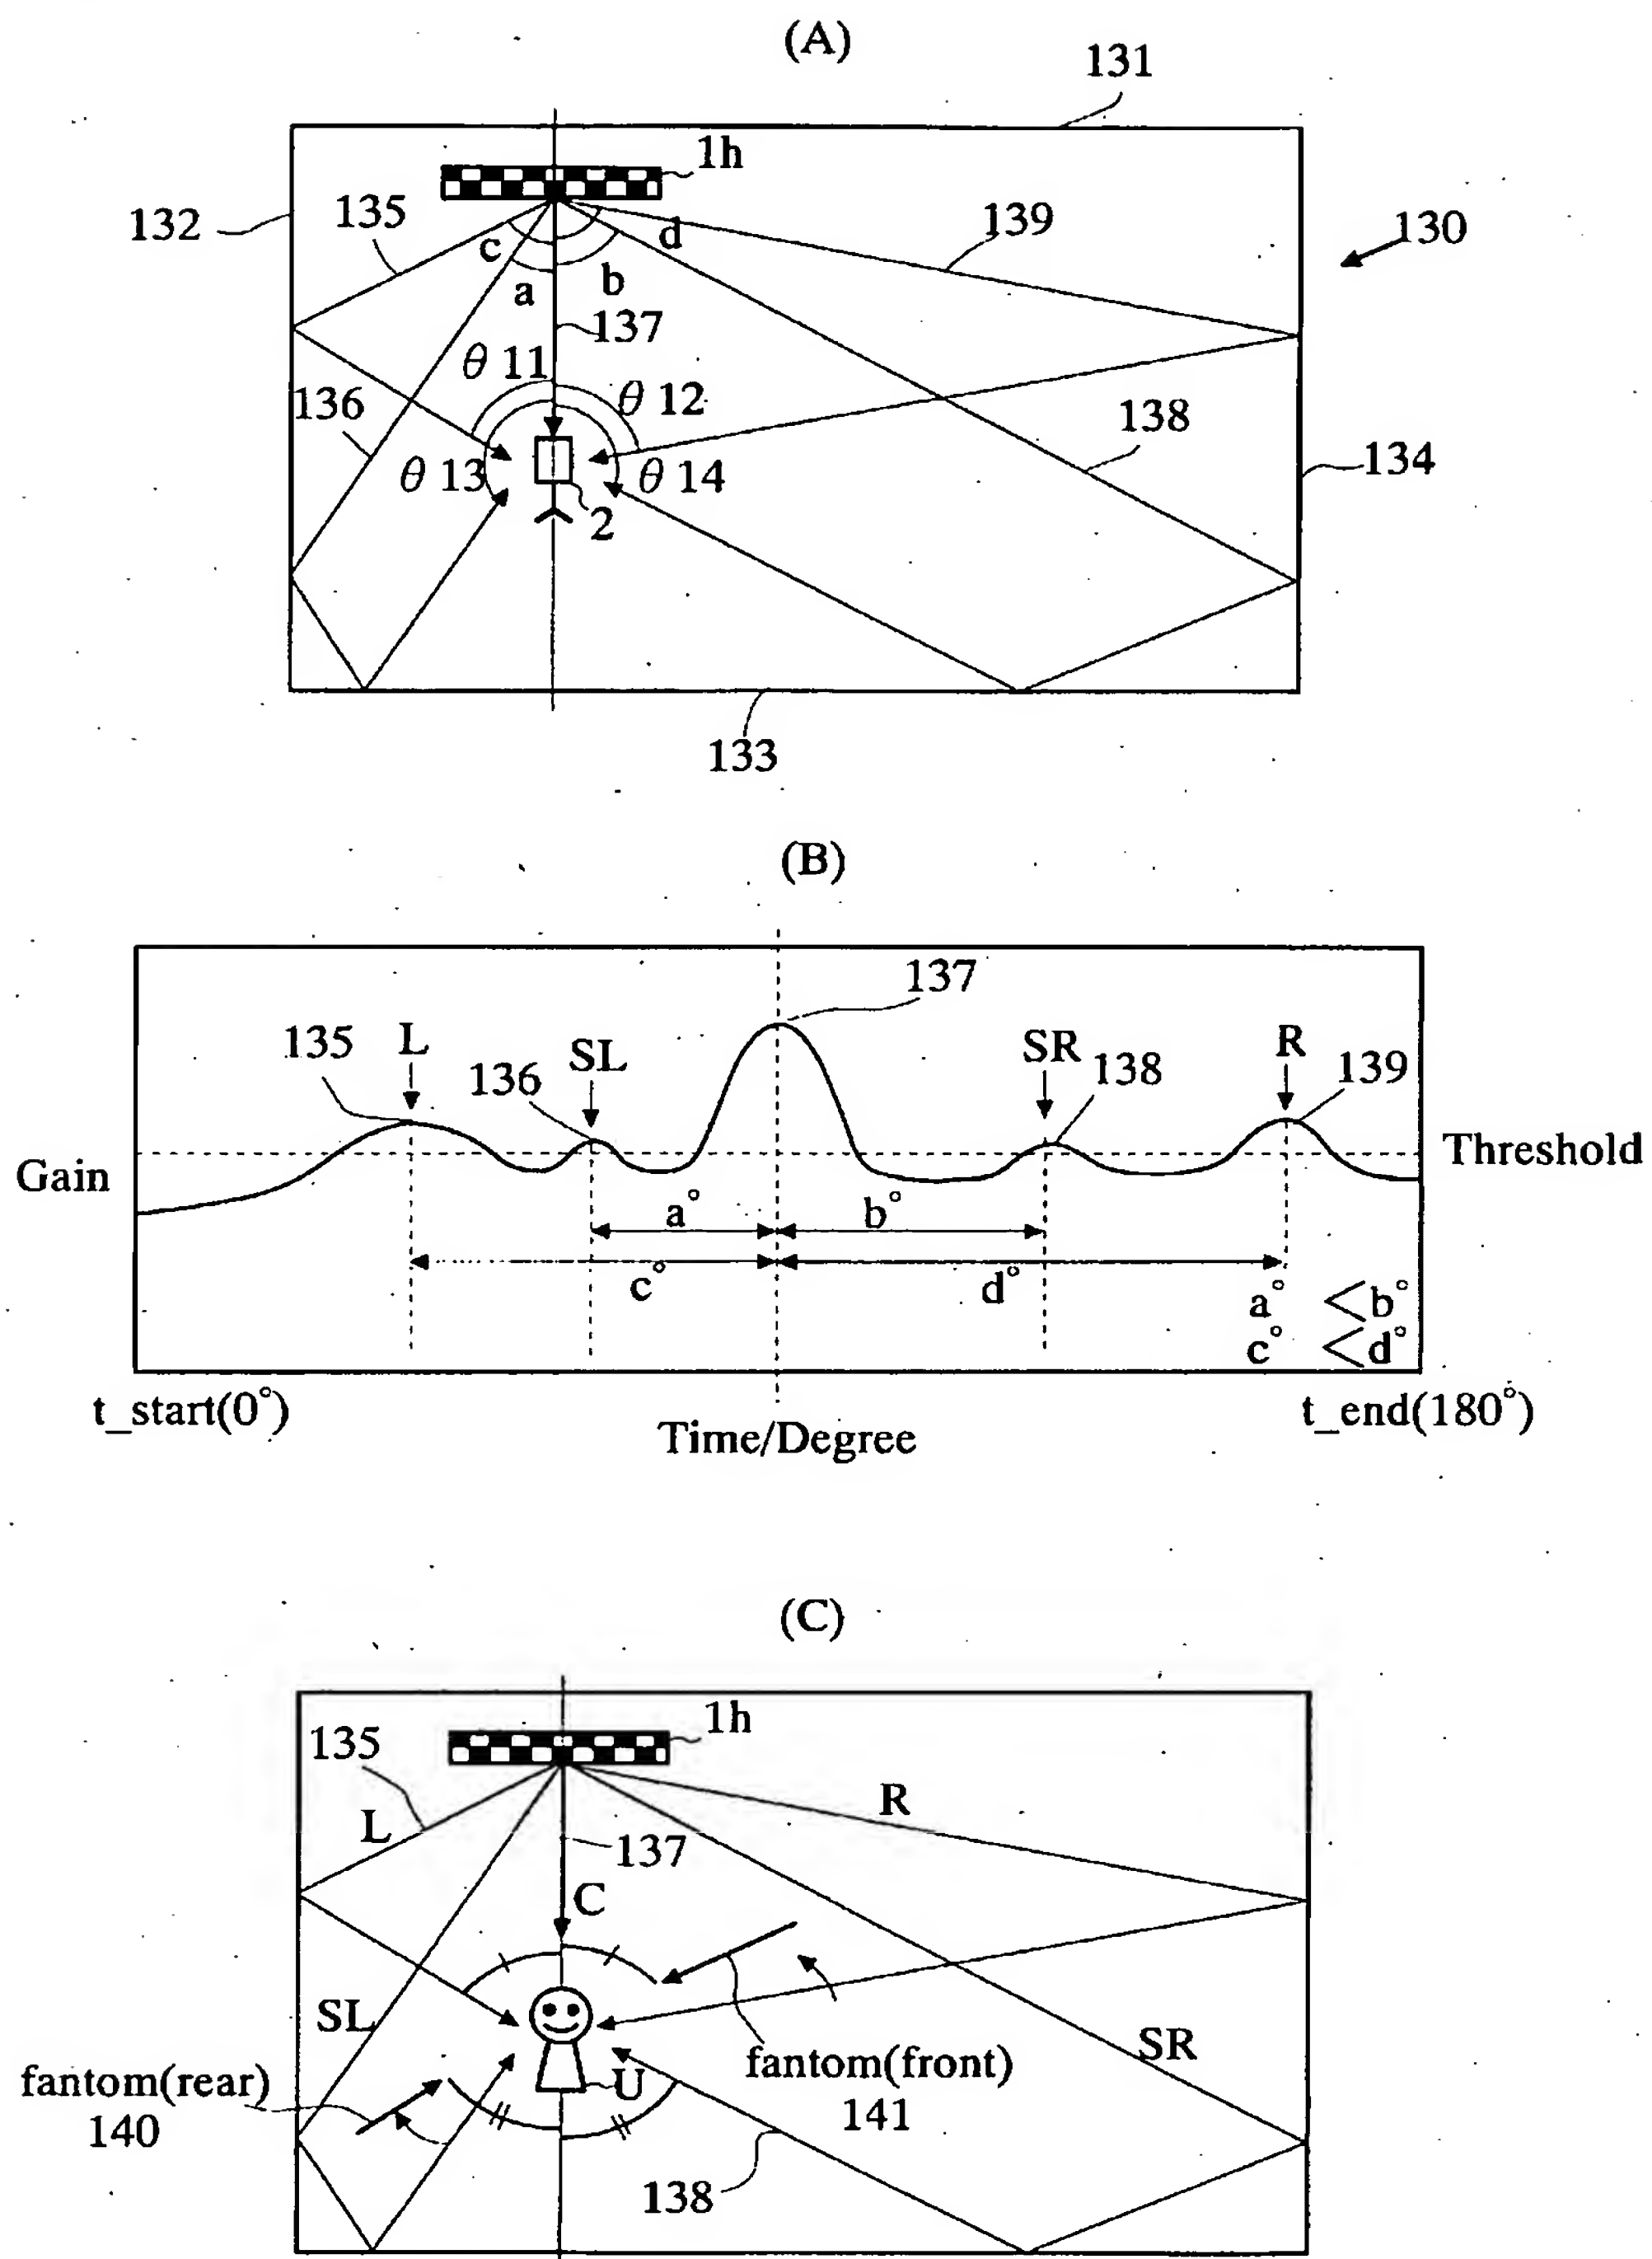 (A)
131
1h
132
135
139
130
c
d
a
b
137
θ 11
θ 12
136
138
134
θ 13
θ 14
2
133
(B)
137
135
L
136
SL
SR
138
R
139
Gain
Threshold
a°
b°
c°
d°
a° <b°
c° <d°
t_start(0°)
t_end(180°)
Time/Degree
(C)
1h
135
R
L
137
C
SL
SR
fantom(rear)
140
U
fantom(front)
141
138